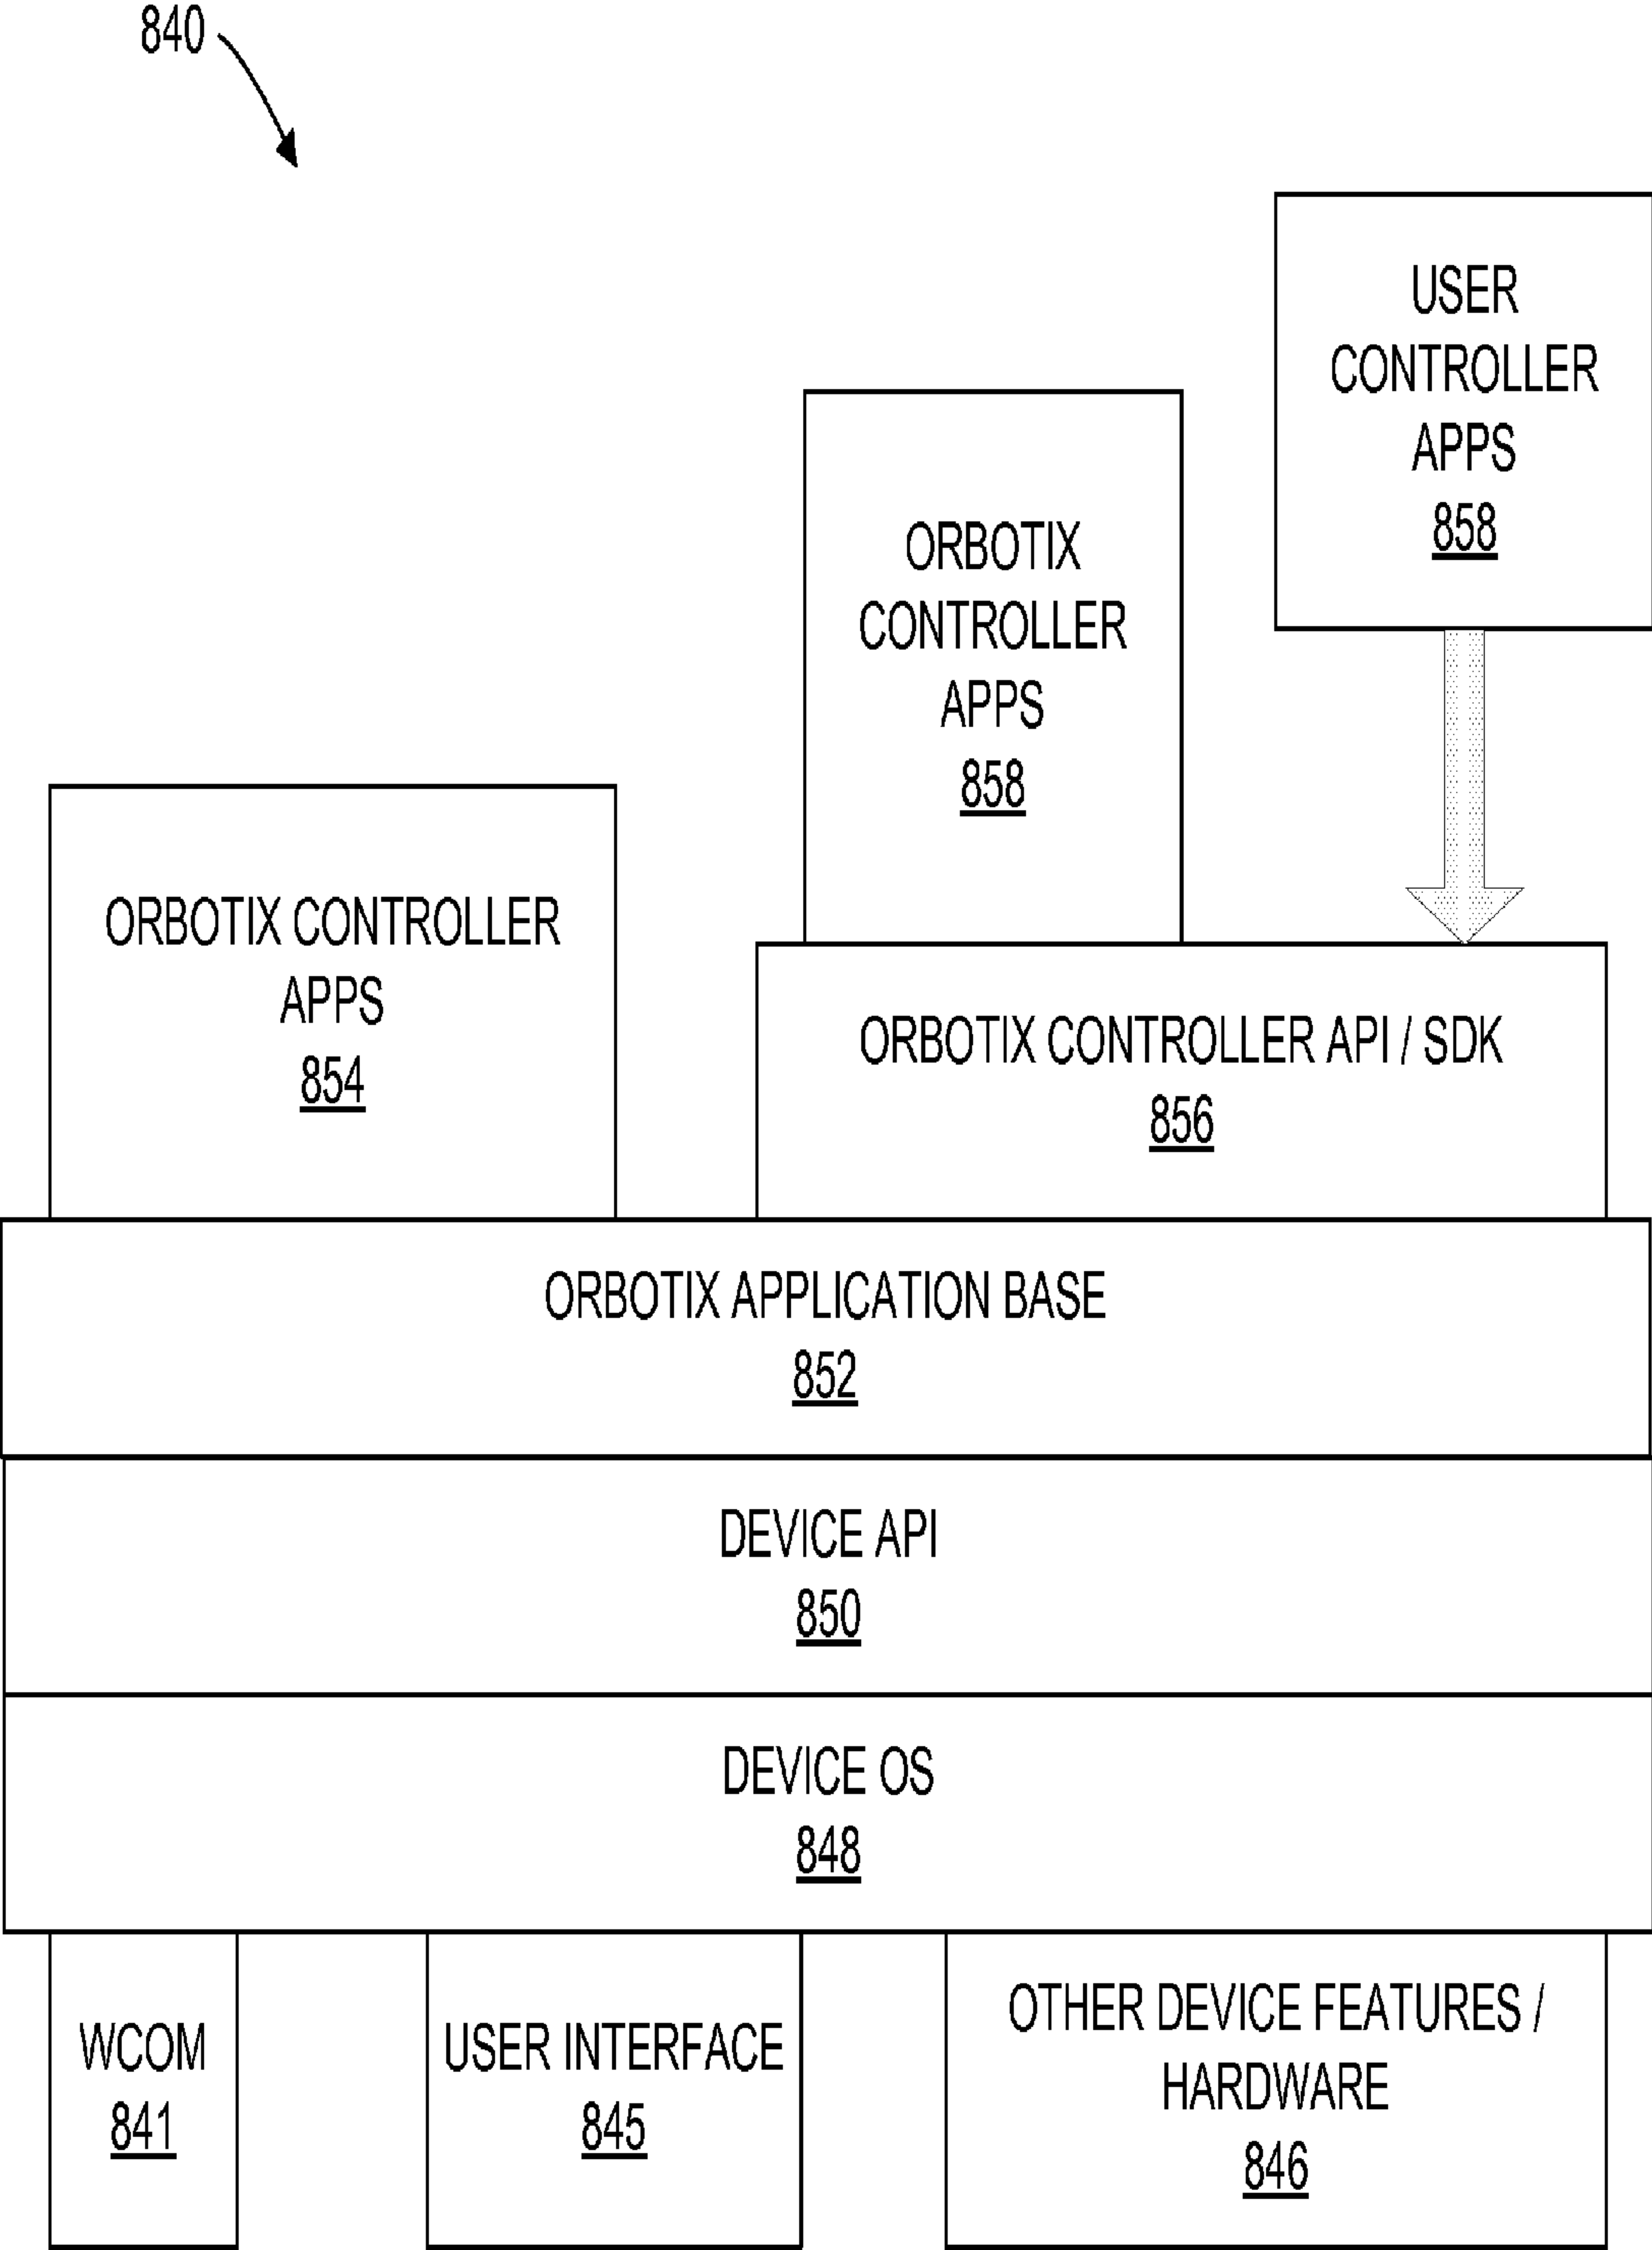 840
USER
CONTROLLER
APPS
858
ORBOTIX
CONTROLLER
APPS
858
ORBOTIX CONTROLLER
APPS
854
ORBOTIX CONTROLLER API / SDK
856
ORBOTIX APPLICATION BASE
852
DEVICE API
850
DEVICE OS
848
WCOM
841
USER INTERFACE
845
OTHER DEVICE FEATURES /
HARDWARE
846